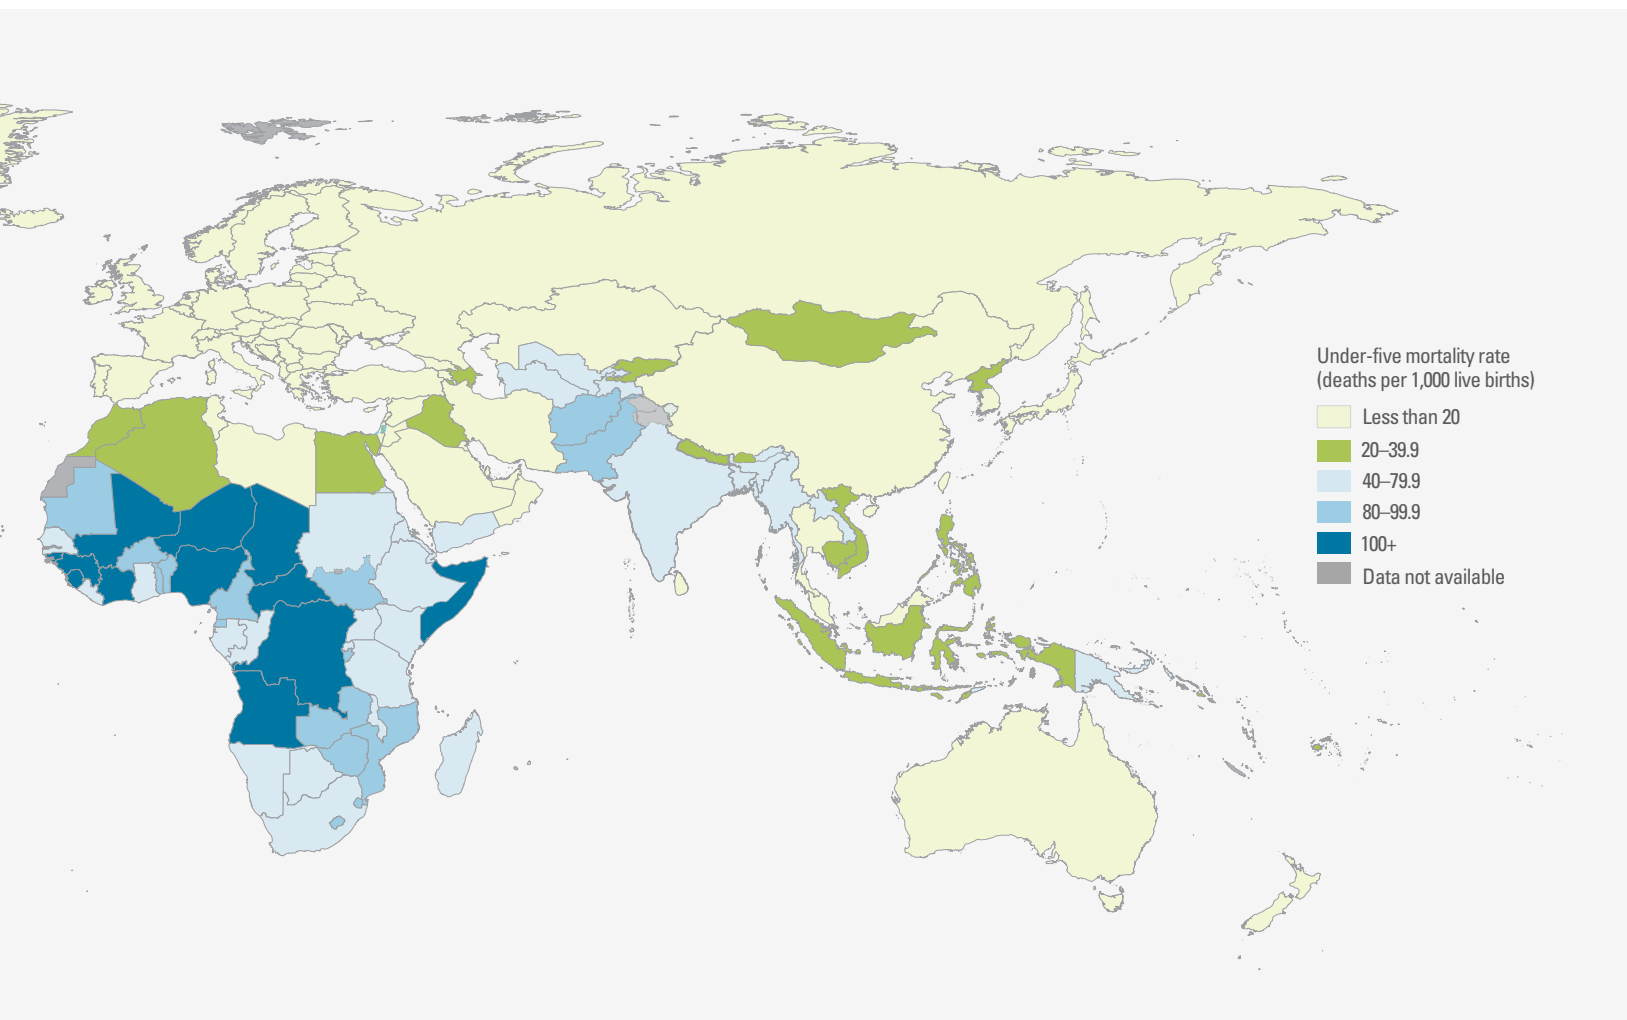 Under-five mortality rate
(deaths per 1,000 live births)
Less than 20
20–39.9
40–79.9
80–99.9
100+
Data not available